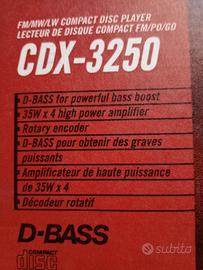 FM/MW/LW COMPACT DISC PLAYER
LECTEUR DE DISQUE COMPACT FM/PO/GO
CDX-3250
D-BASS for powerful bass boost
35W x 4 high power amplifier
Rotary encoder
D-BASS pour obtenir des graves
puissants
Amplificateur de haute puissance
de 35W x 4
Décodeur rotatif
D-BASS
COMPACT
disc
subito